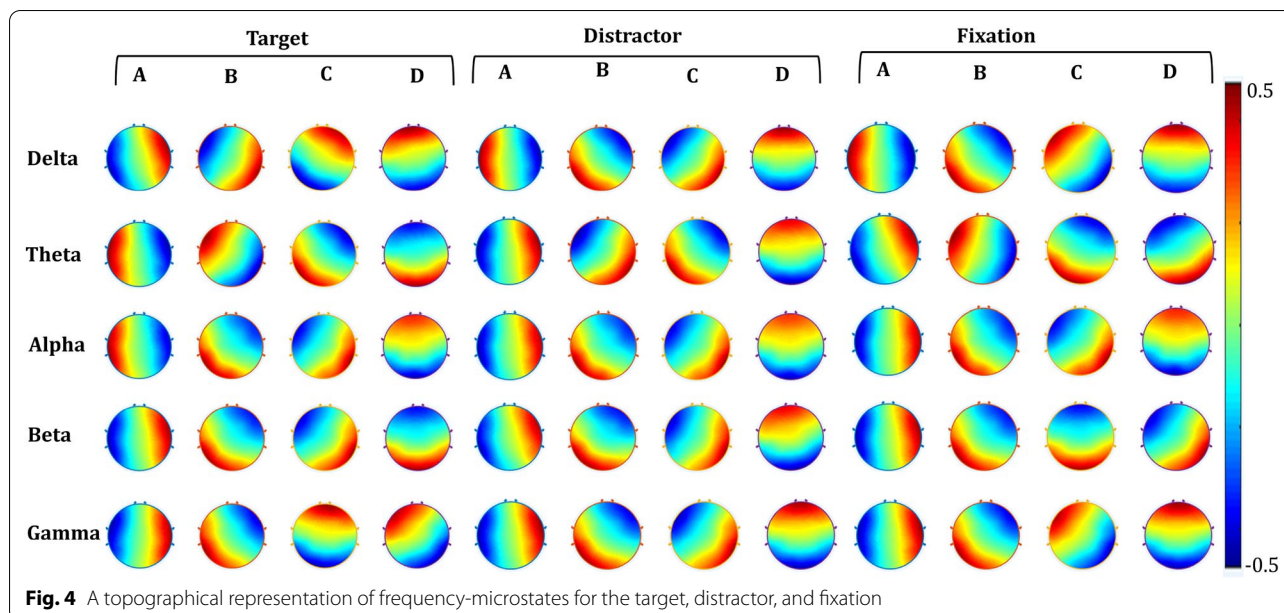 Target Distractor Fixation
A B C D A B C D A B C D
0.5
Delta
Theta
Alpha
Beta
Gamma
-0.5
Fig. 4 A topographical representation of frequency-microstates for the target, distractor, and fixation